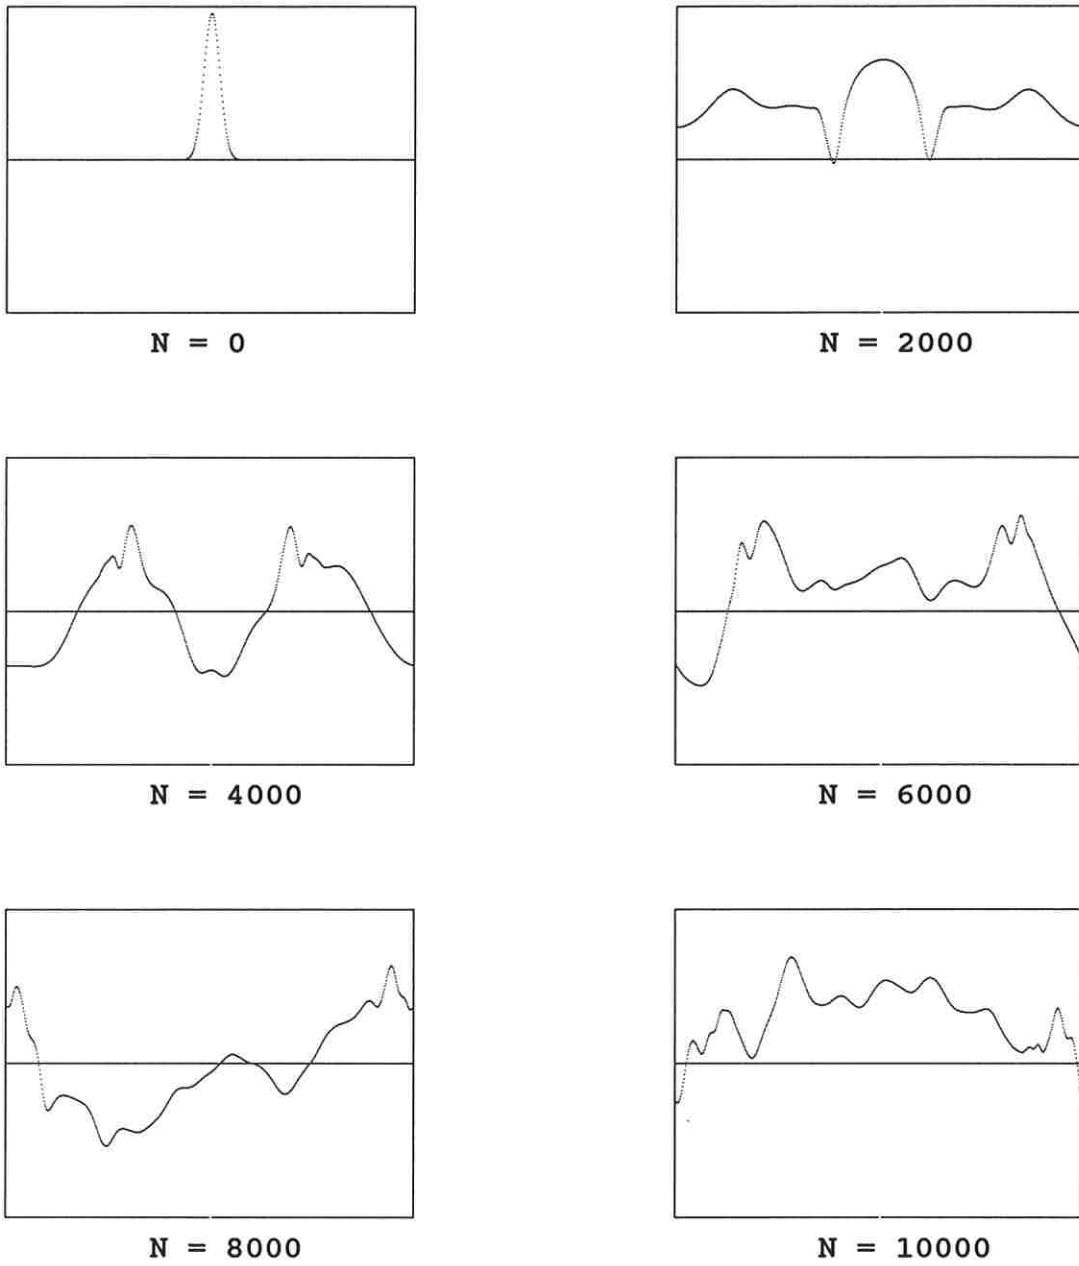 N = 0
N = 2000
N = 4000
N = 6000
N = 8000
N = 10000